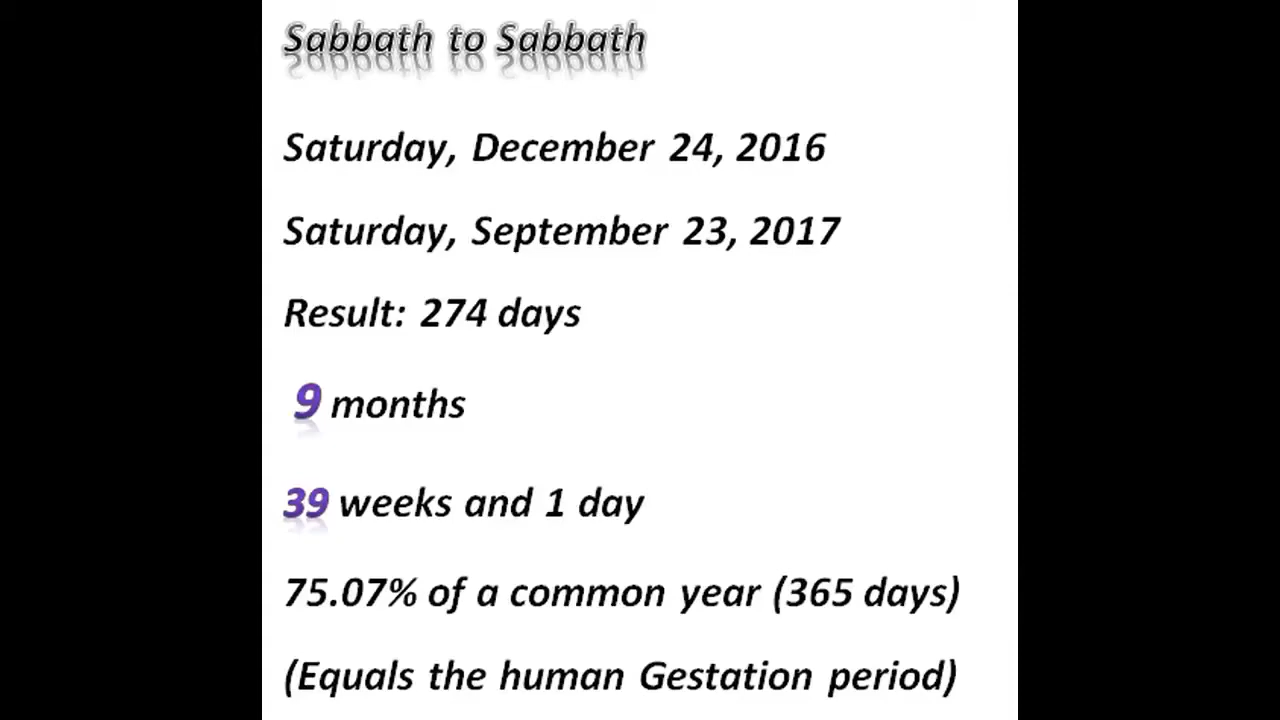 Sabbath to Sabbath
Saturday, December 24, 2016
Saturday, September 23, 2017
Result: 274 days
9 months
39 weeks and 1 day
75.07% of a common year (365 days)
(Equals the human Gestation period)